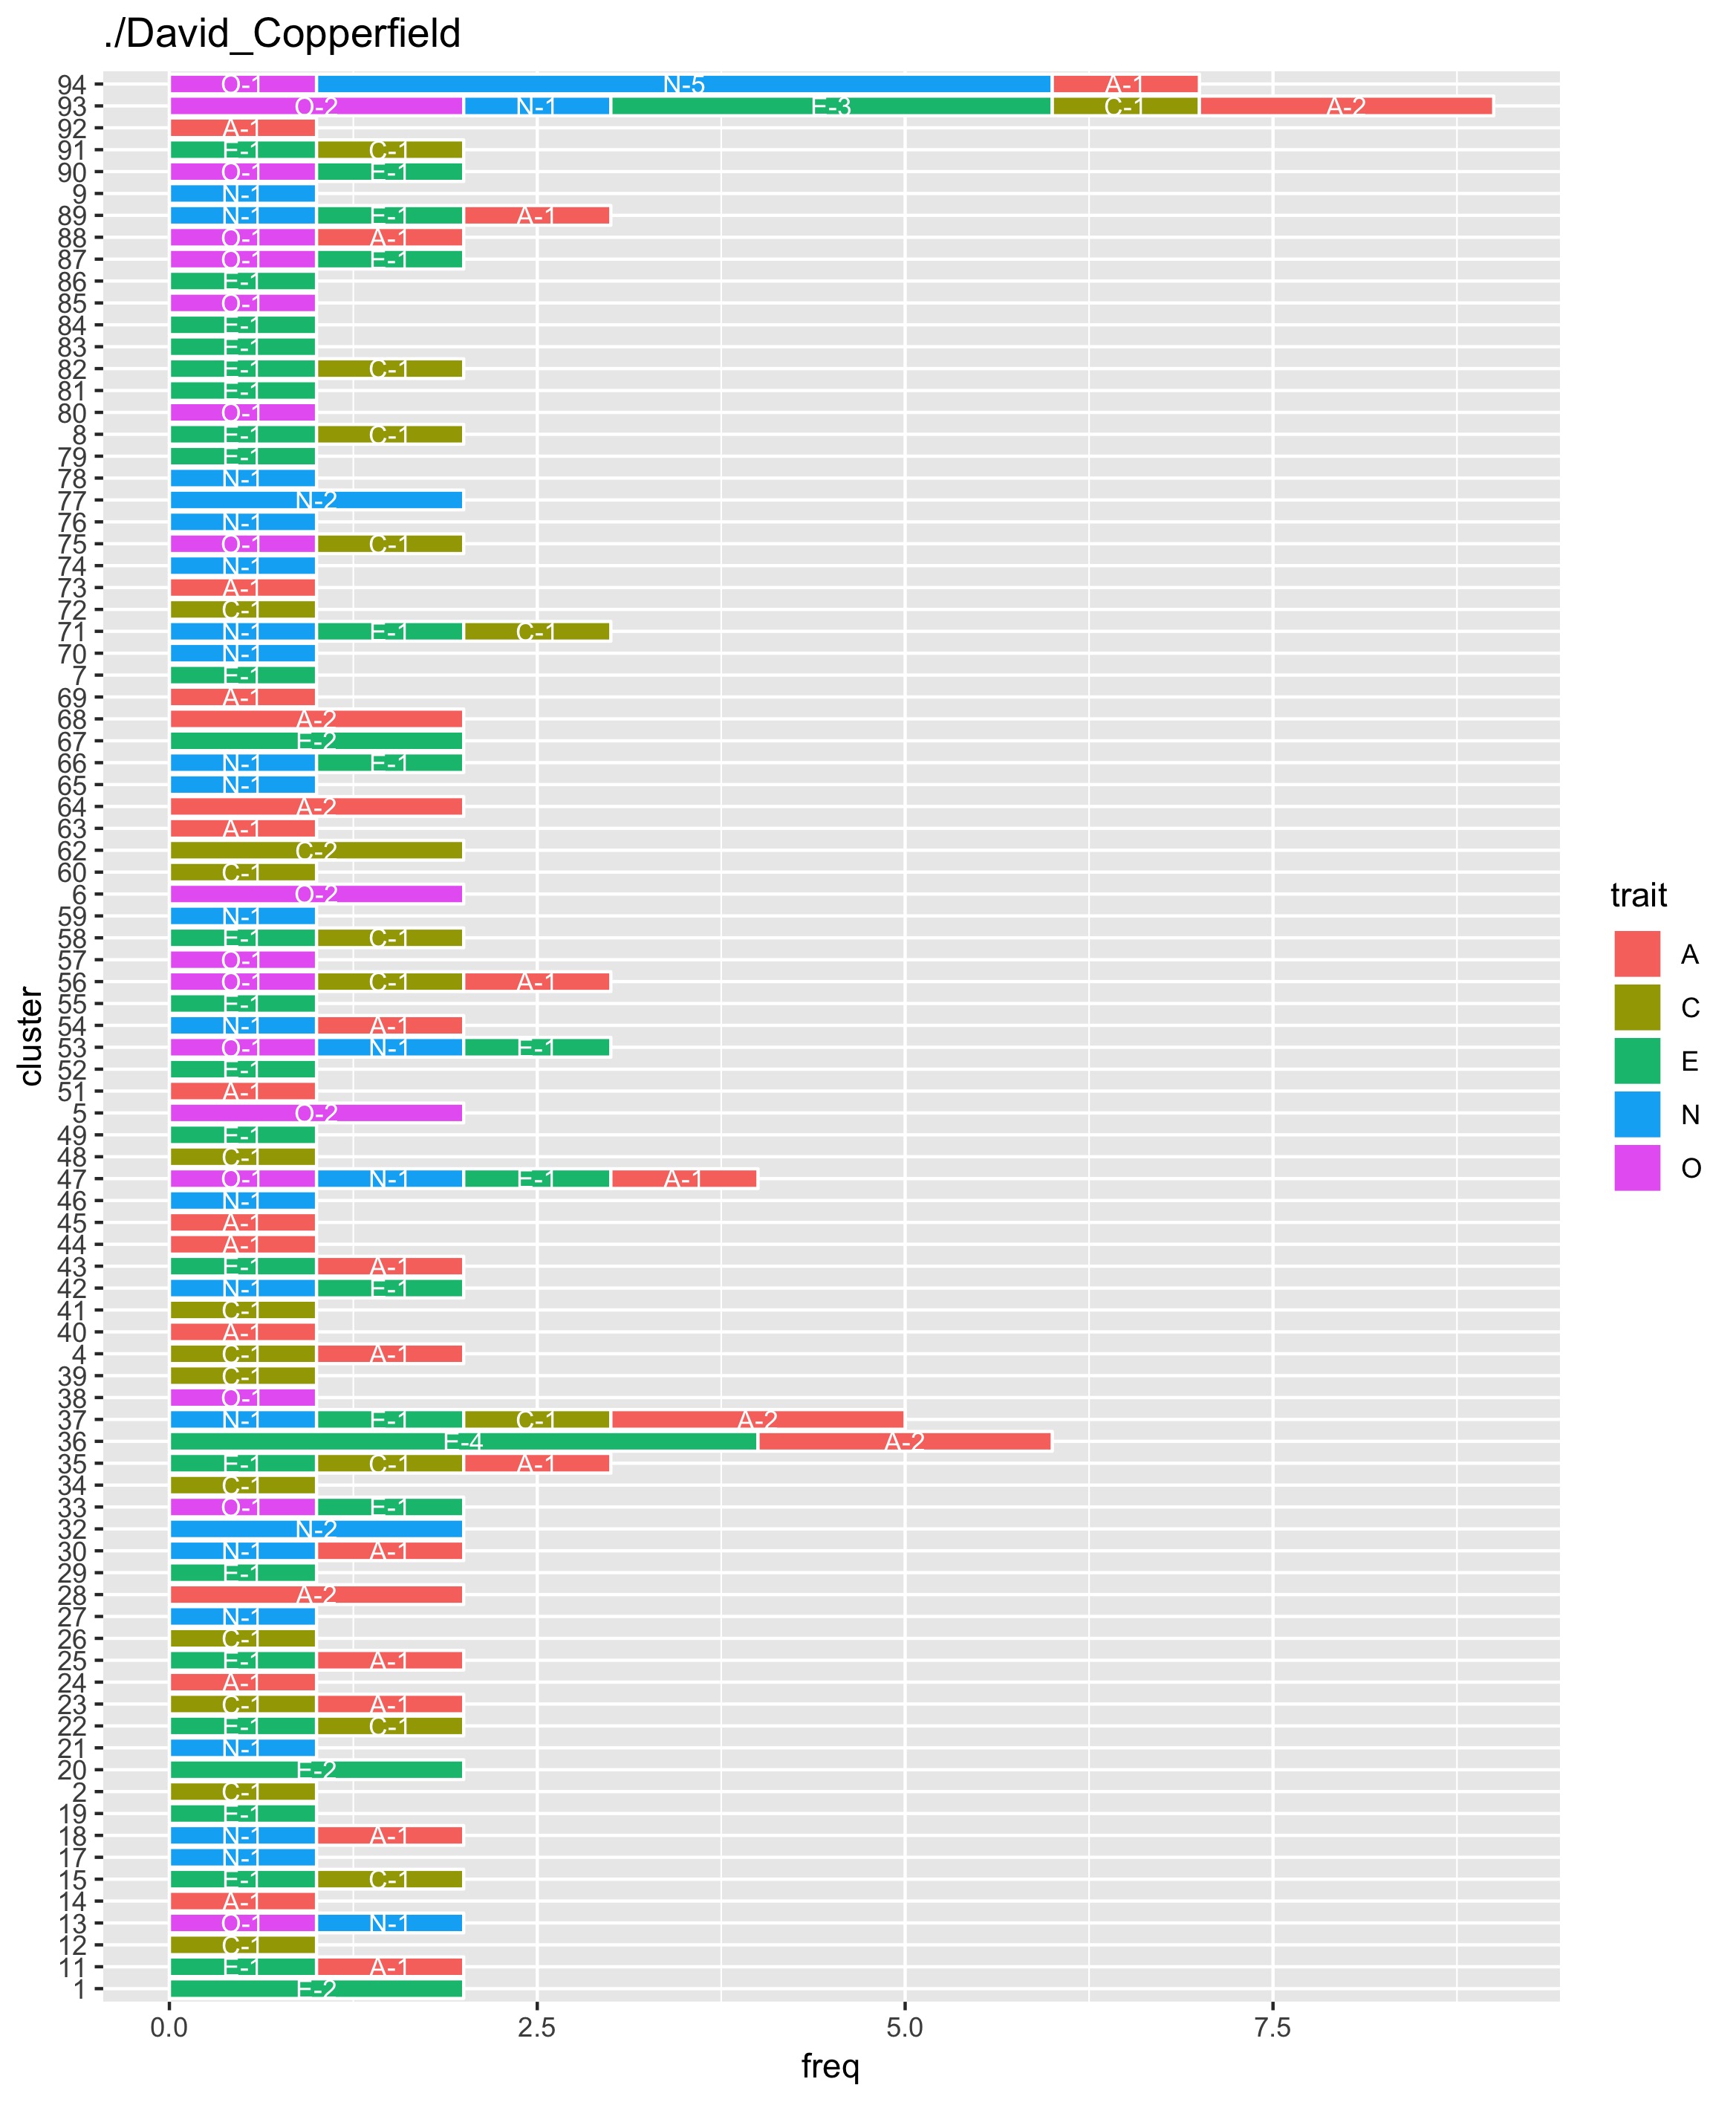 ./David_Copperfield
94 O-1 N-5 A-1
93 O-2 N-1 E-3 C-1 A-2
92 A-1
91 E-1 C-1
90 O-1 E-1
9 N-1
89 N-1 E-1 A-1
88 O-1 A-1
87 O-1 E-1
86 E-1
85 O-1
84 E-1
83 E-1
82 E-1 C-1
81 E-1
80 O-1
8 E-1 C-1
79 E-1
78 N-1
77 N-2
76 N-1
75 O-1 C-1
74 N-1
73 A-1
72 C-1
71 N-1 E-1 C-1
70 N-1
7 E-1
69 A-1
68 A-2
67 E-2
66 N-1 E-1
65 N-1
64 A-2
63 A-1
62 C-2
60 C-1
6 O-2
59 N-1
58 E-1 C-1
57 O-1
56 O-1 C-1 A-1
55 E-1
54 N-1 A-1
53 O-1 N-1 E-1
52 E-1
51 A-1
5 O-2
49 E-1
48 C-1
47 O-1 N-1 E-1 A-1
46 N-1
45 A-1
44 A-1
43 E-1 A-1
42 N-1 E-1
41 C-1
40 A-1
4 C-1 A-1
39 C-1
38 O-1
37 N-1 E-1 C-1 A-2
36 E-4 A-2
35 E-1 C-1 A-1
34 C-1
33 O-1 E-1
32 N-2
30 N-1 A-1
29 E-1
28 A-2
27 N-1
26 C-1
25 E-1 A-1
24 A-1
23 C-1 A-1
22 E-1 C-1
21 N-1
20 E-2
2 C-1
19 E-1
18 N-1 A-1
17 N-1
15 E-1 C-1
14 A-1
13 O-1 N-1
12 C-1
11 E-1 A-1
1 E-2
0.0 2.5 5.0 7.5
freq
cluster
trait
A
C
E
N
O